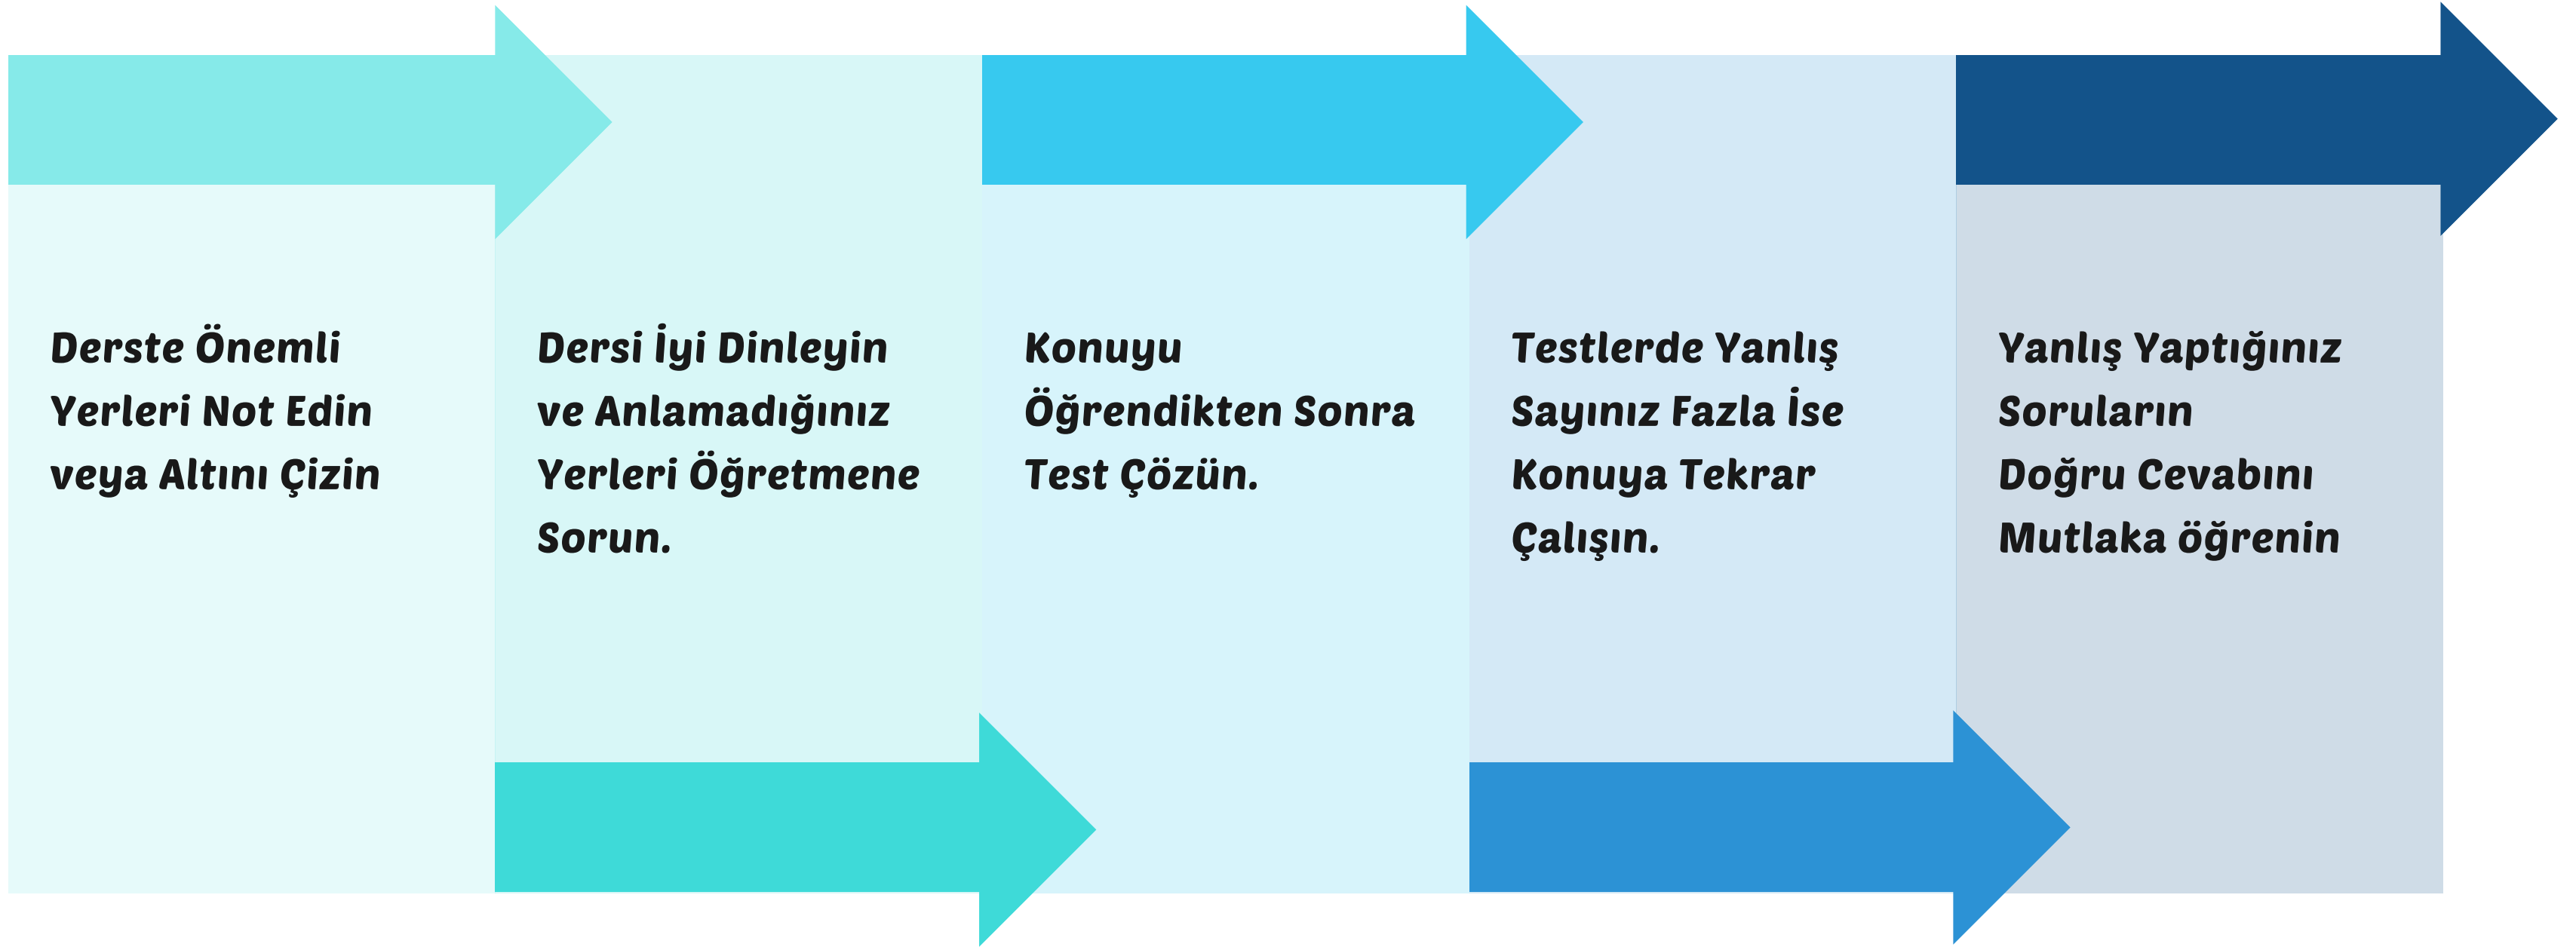 Derste Önemli
Yerleri Not Edin
veya Altını Çizin
Dersi İyi Dinleyin
ve Anlamadığınız
Yerleri Öğretmene
Sorun.
Konuyu
Öğrendikten Sonra
Test Çözün.
Testlerde Yanlış
Sayınız Fazla İse
Konuya Tekrar
Çalışın.
Yanlış Yaptığınız
Soruların
Doğru Cevabını
Mutlaka öğrenin